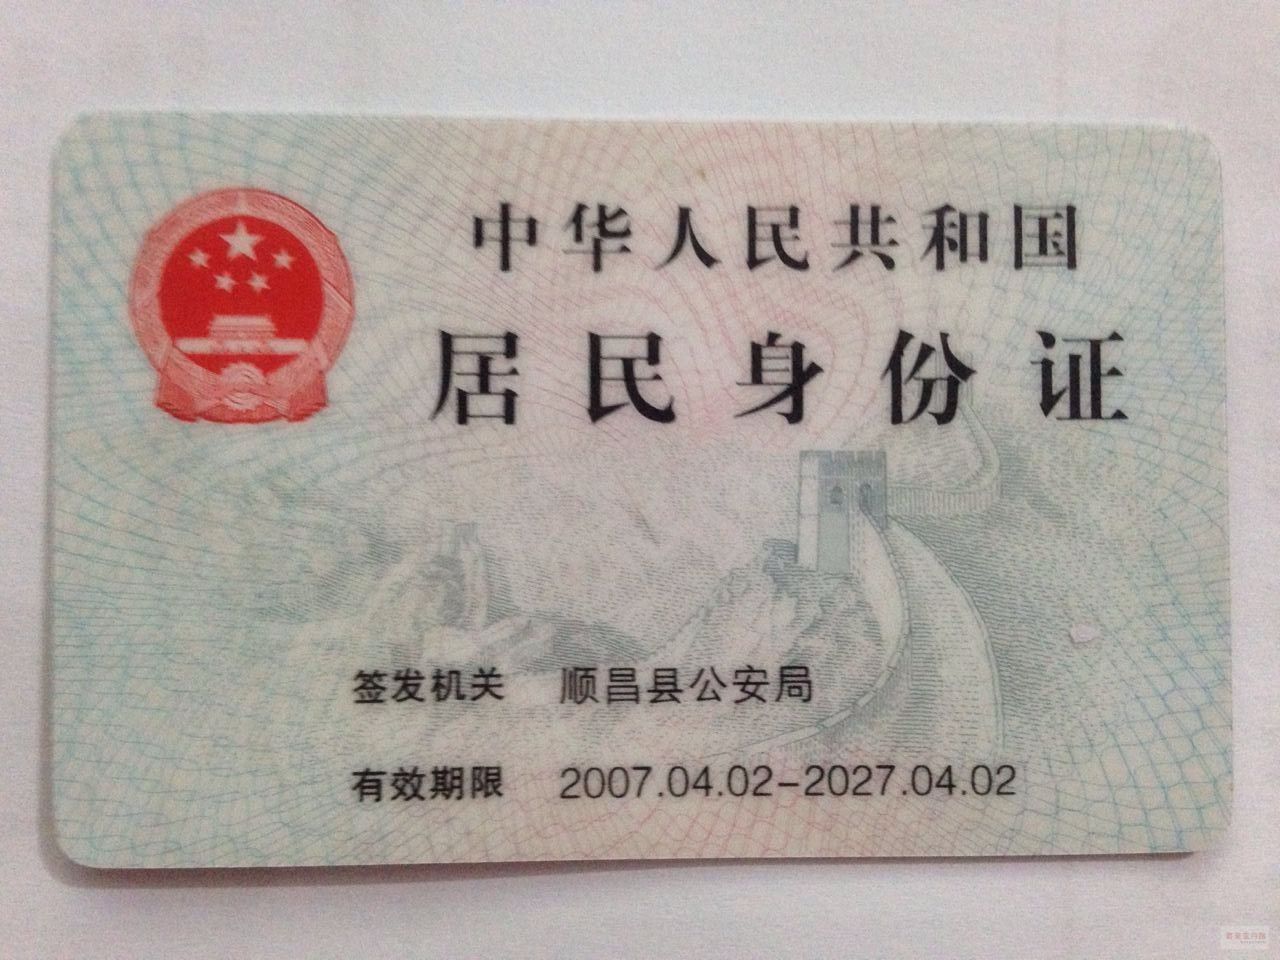 中华人民共和国
居民身份证
签发机关 顺昌县公安局
有效期限 2007.04.02-2027.04.02